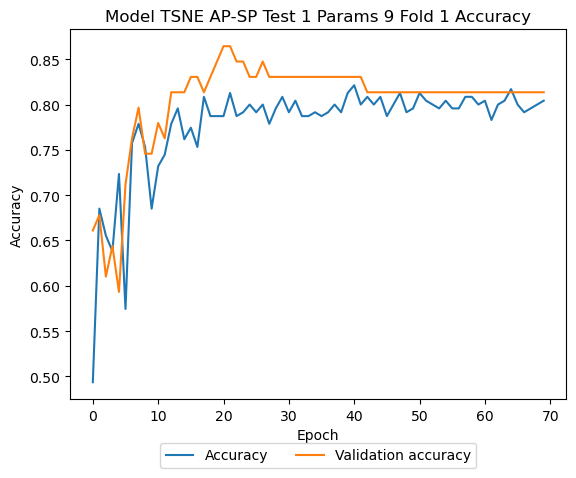 Model TSNE AP-SP Test 1 Params 9 Fold 1 Accuracy
0.85
0.80
0.75
0.70
0.65
0.60
0.55
0.50
Accuracy
0 10 20 30 40 50 60 70
Epoch
Accuracy Validation accuracy